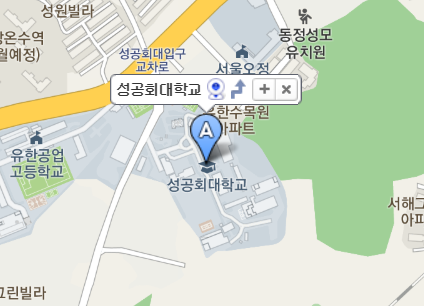 성원빌라
장온수역
월예정)
성공회대입구
교차로
동정성모
유치원
서울오정
성공회대학교
한수목원
아파트
A
유한공업
고등학교
성공회대학교
서해그
아파
그린빌라